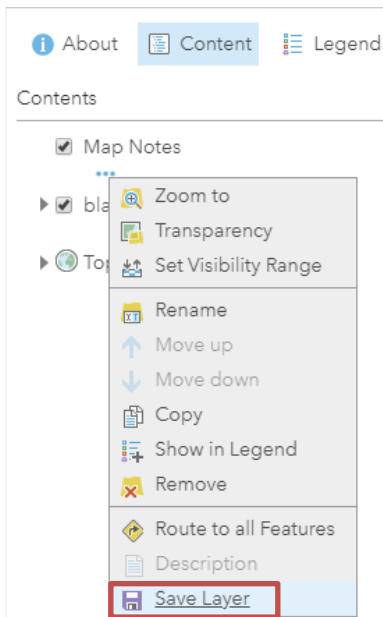 About Content Legend
Contents
Map Notes
Zoom to
bla
Transparency
Top
Set Visibility Range
Rename
Move up
Move down
Copy
Show in Legend
Remove
Route to all Features
Description
Save Layer